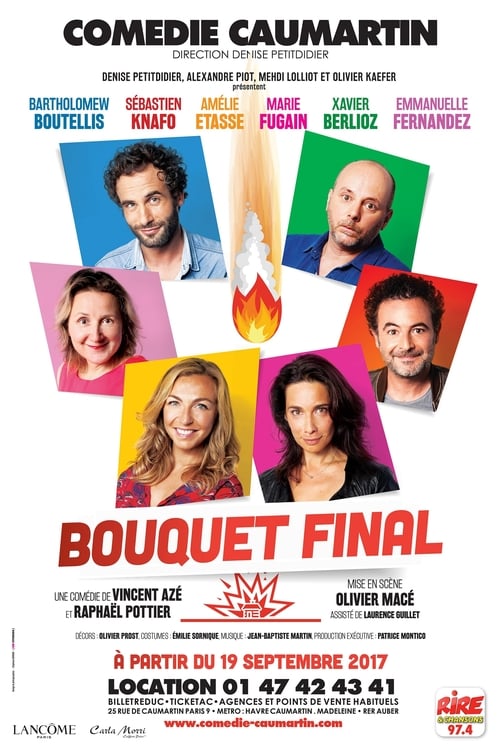 COMEDIE CAUMARTIN
DIRECTION DENISE PETITDIDIER
DENISE PETITDIDIER, ALEXANDRE PIOT, MEHDI LOLLIOT ET OLIVIER KAEFER
présentent
BARTHOLOMEW BOUTELLIS
SÉBASTIEN KNAFO
AMÉLIE ETASSE
MARIE FUGAIN
XAVIER BERLIOZ
EMMANUELLE FERNANDEZ
BOUQUET FINAL
UNE COMÉDIE DE VINCENT AZÉ
ET RAPHAËL POTTIER
MISE EN SCÈNE
OLIVIER MACÉ
ASSISTÉ DE LAURENCE GUILLET
DÉCORS : OLIVIER PROST, COSTUMES : ÉMILIE SORNIQUE, MUSIQUE : JEAN-BAPTISTE MARTIN, PRODUCTION EXÉCUTIVE : PATRICE MONTICO
À PARTIR DU 19 SEPTEMBRE 2017
LOCATION 01 47 42 43 41
BILLETREDUC • TICKETAC • AGENCES ET POINTS DE VENTE HABITUELS
25 RUE DE CAUMARTIN PARIS 9 • METRO : HAVRE CAUMARTIN . MADELEINE • RER AUBER
www.comedie-caumartin.com
LANCÔME
PARIS
Carla Morri
RIRE
& CHANSONS
97.4